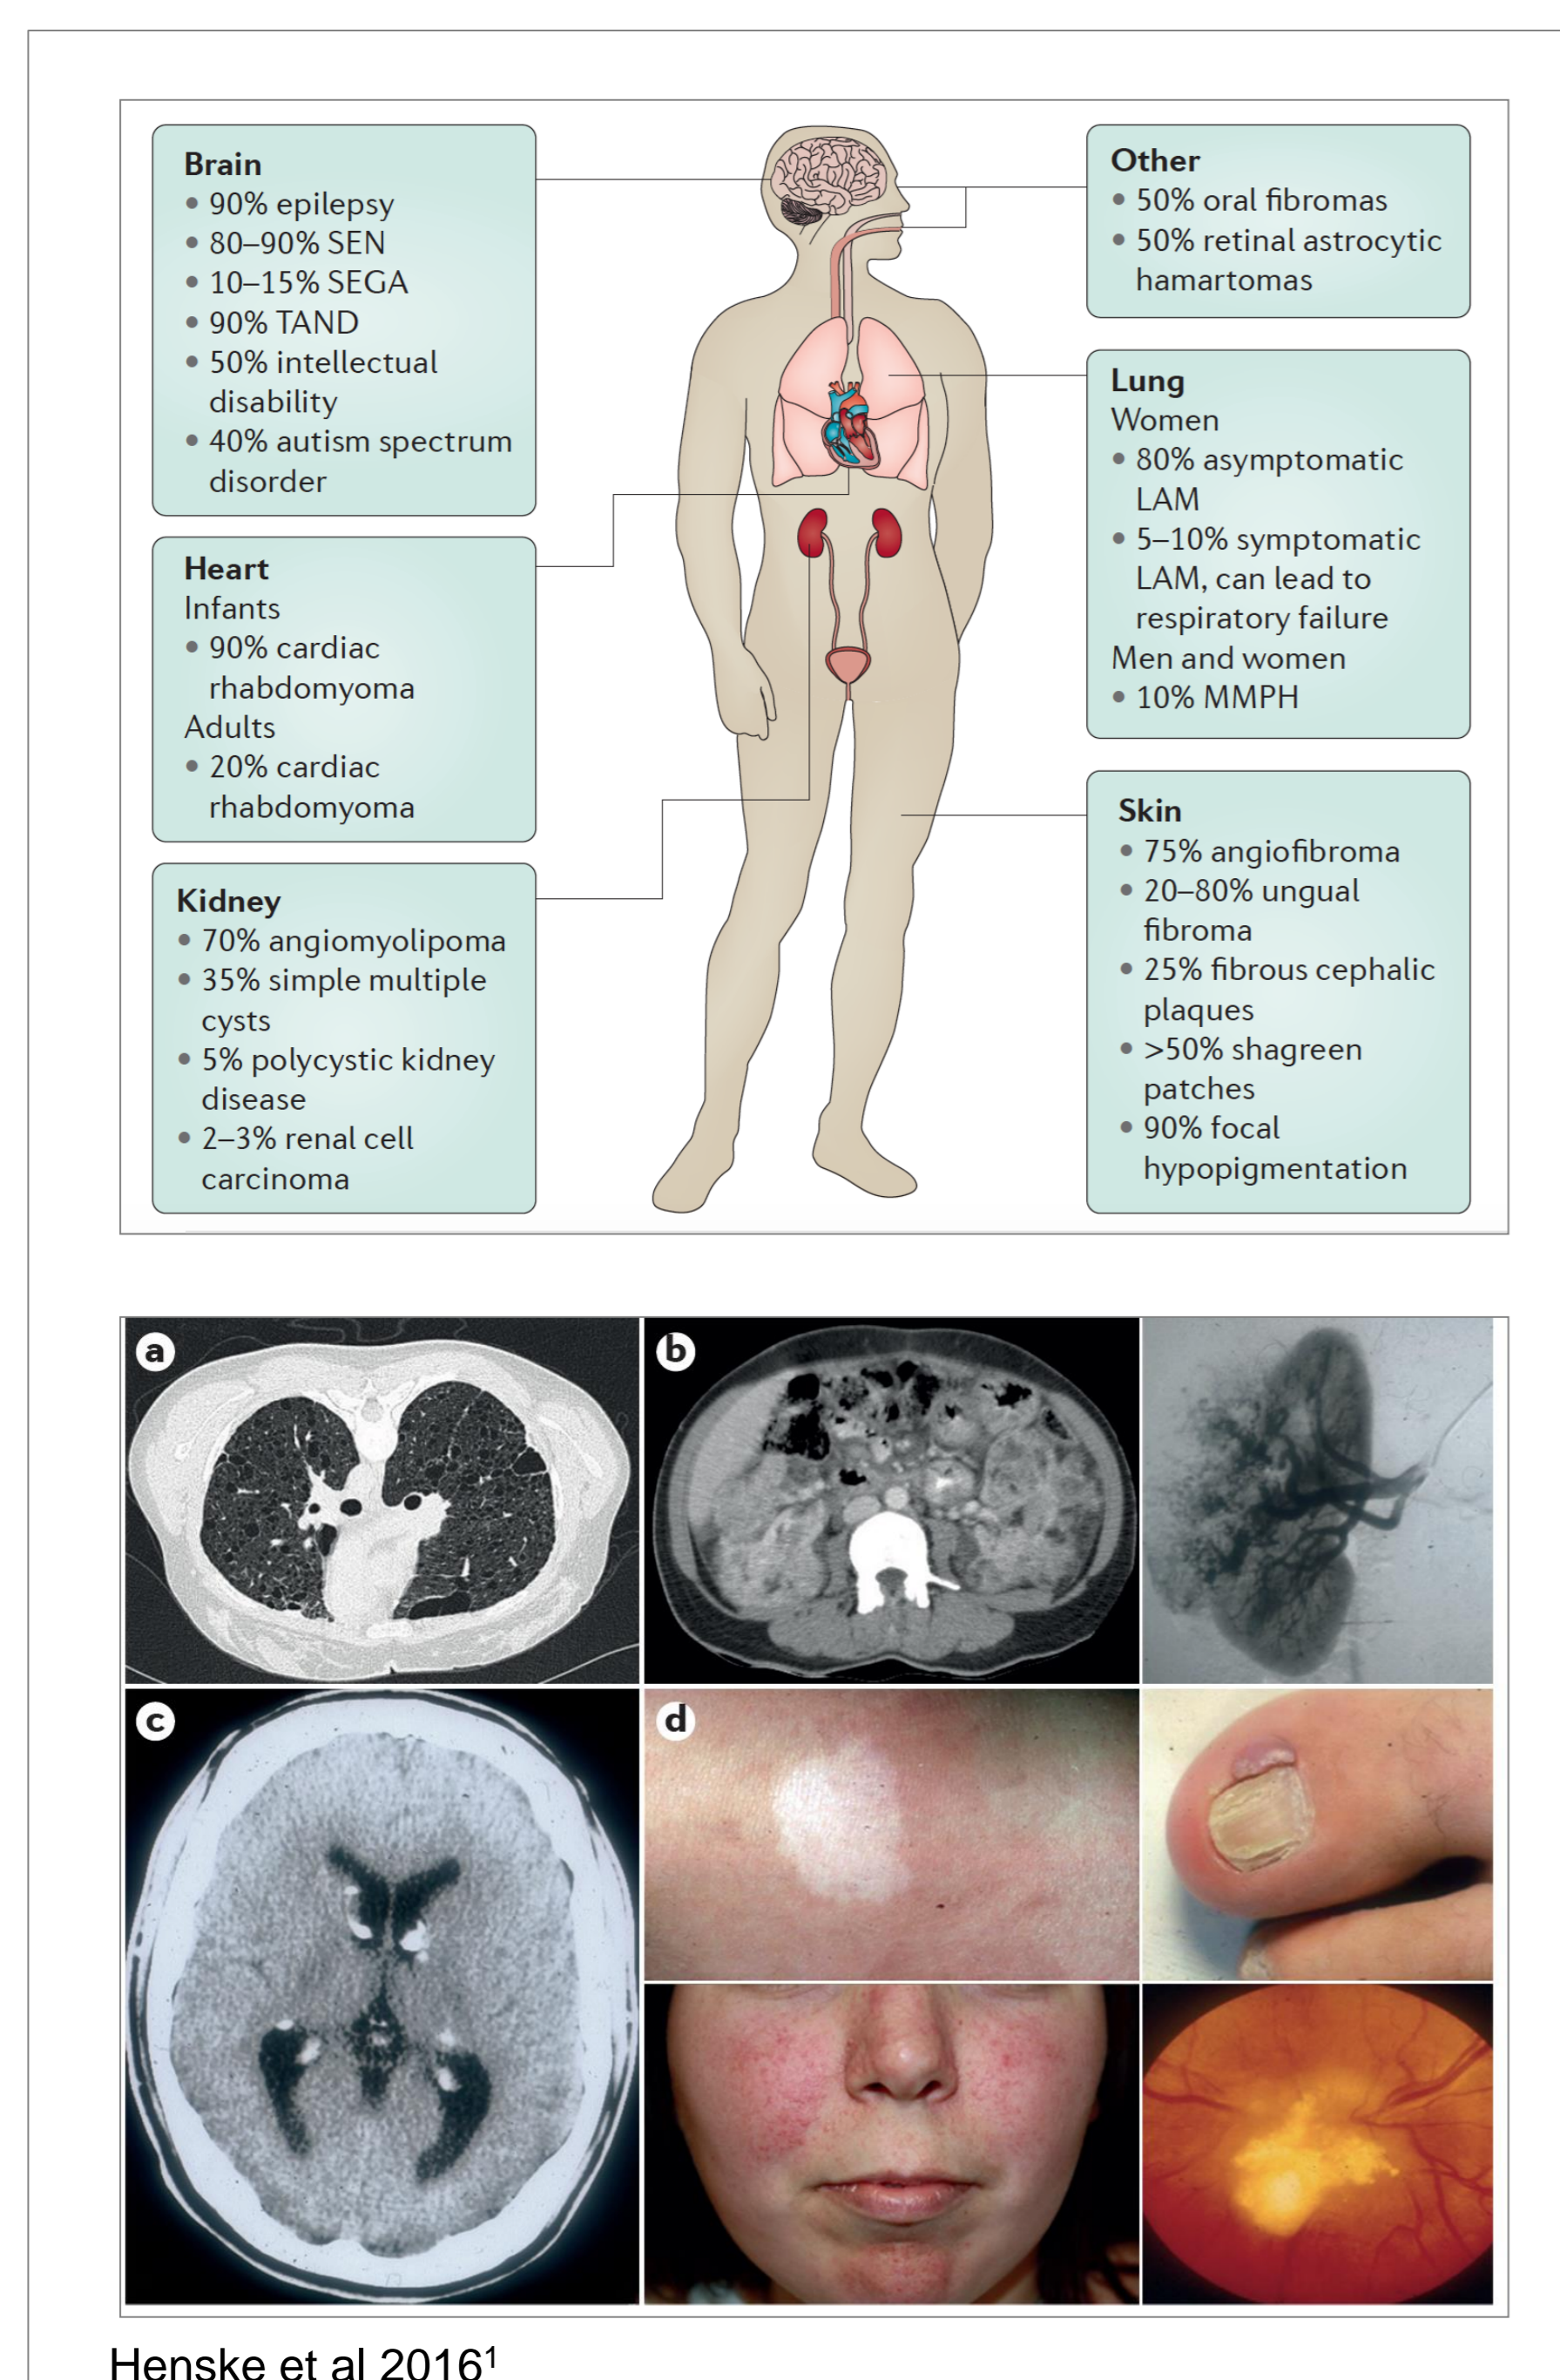 Brain
• 90% epilepsy
• 80–90% SEN
• 10–15% SEGA
• 90% TAND
• 50% intellectual
disability
• 40% autism spectrum
disorder
Heart
Infants
• 90% cardiac
rhabdomyoma
Adults
• 20% cardiac
rhabdomyoma
Kidney
• 70% angiomyolipoma
• 35% simple multiple
cysts
• 5% polycystic kidney
disease
• 2–3% renal cell
carcinoma
Other
• 50% oral fibromas
• 50% retinal astrocytic
hamartomas
Lung
Women
• 80% asymptomatic
LAM
• 5–10% symptomatic
LAM, can lead to
respiratory failure
Men and women
• 10% MMPH
Skin
• 75% angiofibroma
• 20–80% ungual
fibroma
• 25% fibrous cephalic
plaques
• >50% shagreen
patches
• 90% focal
hypopigmentation
a
b
c
d
Henske et al 2016¹